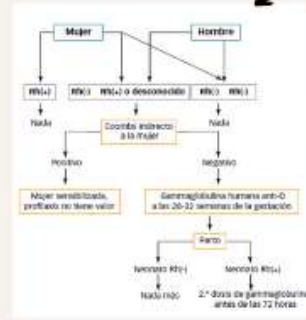 Mujer Hombre
Rh(+) Rh(-) Rh(+) o desconocido Rh(-) Rh(-)
Nada Coombs indirecto Nada
a la mujer
Positivo Negativo
Mujer sensibilizada, Gammaglobulina humana anti-D
profilaxis no tiene valor a las 28-32 semanas de la gestación
Parto
Neonato Rh(-) Neonato Rh(+)
Nada más 2.ª dosis de gammaglobulina
antes de las 72 horas